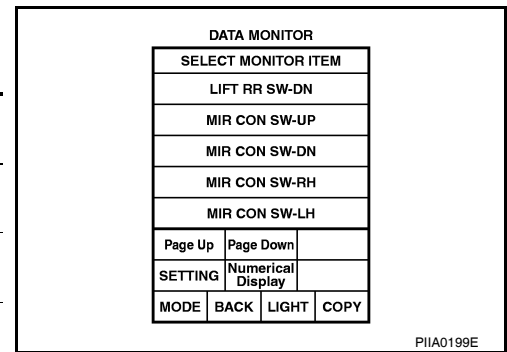 DATA MONITOR
SELECT MONITOR ITEM
LIFT RR SW-DN
MIR CON SW-UP
MIR CON SW-DN
MIR CON SW-RH
MIR CON SW-LH
Page Up Page Down
SETTING Numerical Display
MODE BACK LIGHT COPY
PIIA0199E